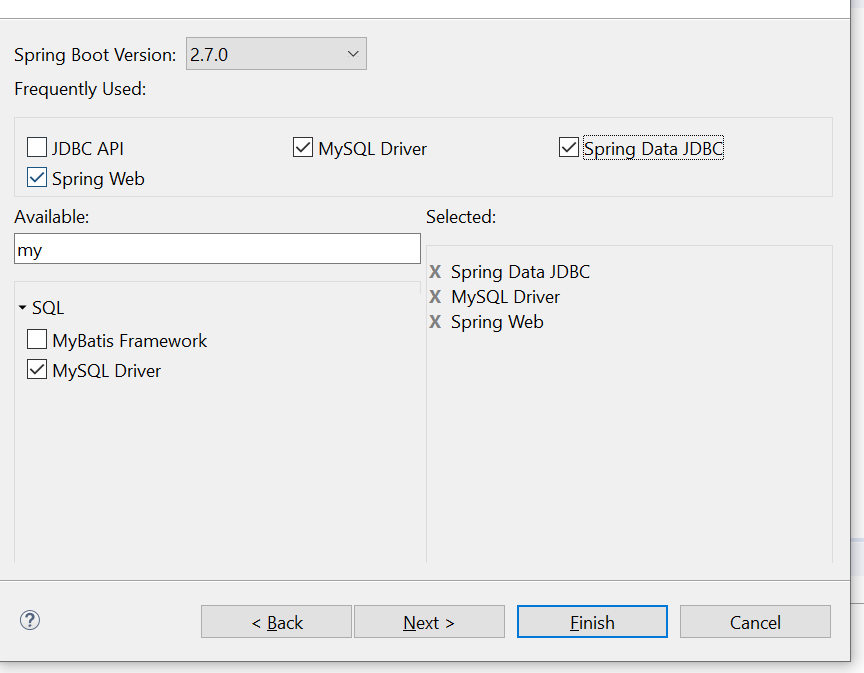 Spring Boot Version: 2.7.0
Frequently Used:
JDBC API MySQL Driver Spring Data JDBC
Spring Web
Available: Selected:
my
X Spring Data JDBC
X MySQL Driver
X Spring Web
SQL
MyBatis Framework
MySQL Driver
? < Back Next > Finish Cancel